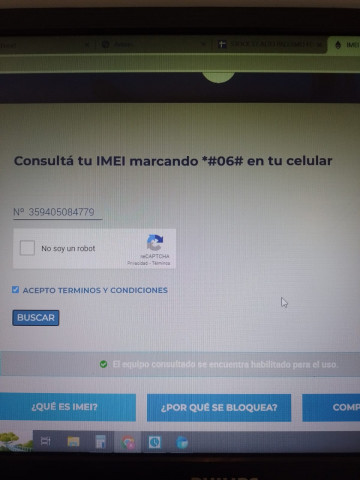 IMEI
Consultá tu IMEI marcando *#06# en tu celular
Nº 359405084779
No soy un robot
reCAPTCHA
Privacidad - Términos
ACEPTO TERMINOS Y CONDICIONES
BUSCAR
El equipo consultado se encuentra habilitado para el uso.
¿QUÉ ES IMEI?
¿POR QUÉ SE BLOQUEA?
COMP
PHILIPS